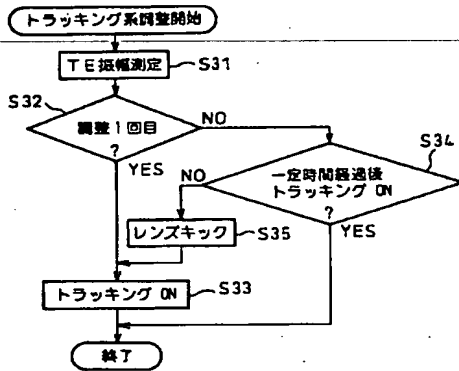 トラッキング系調整開始
TE振幅測定
S31
S32
調整1回目
?
NO
YES
S34
一定時間経過後
トラッキング ON
?
NO
YES
レンズキック
S35
トラッキング ON
S33
終了